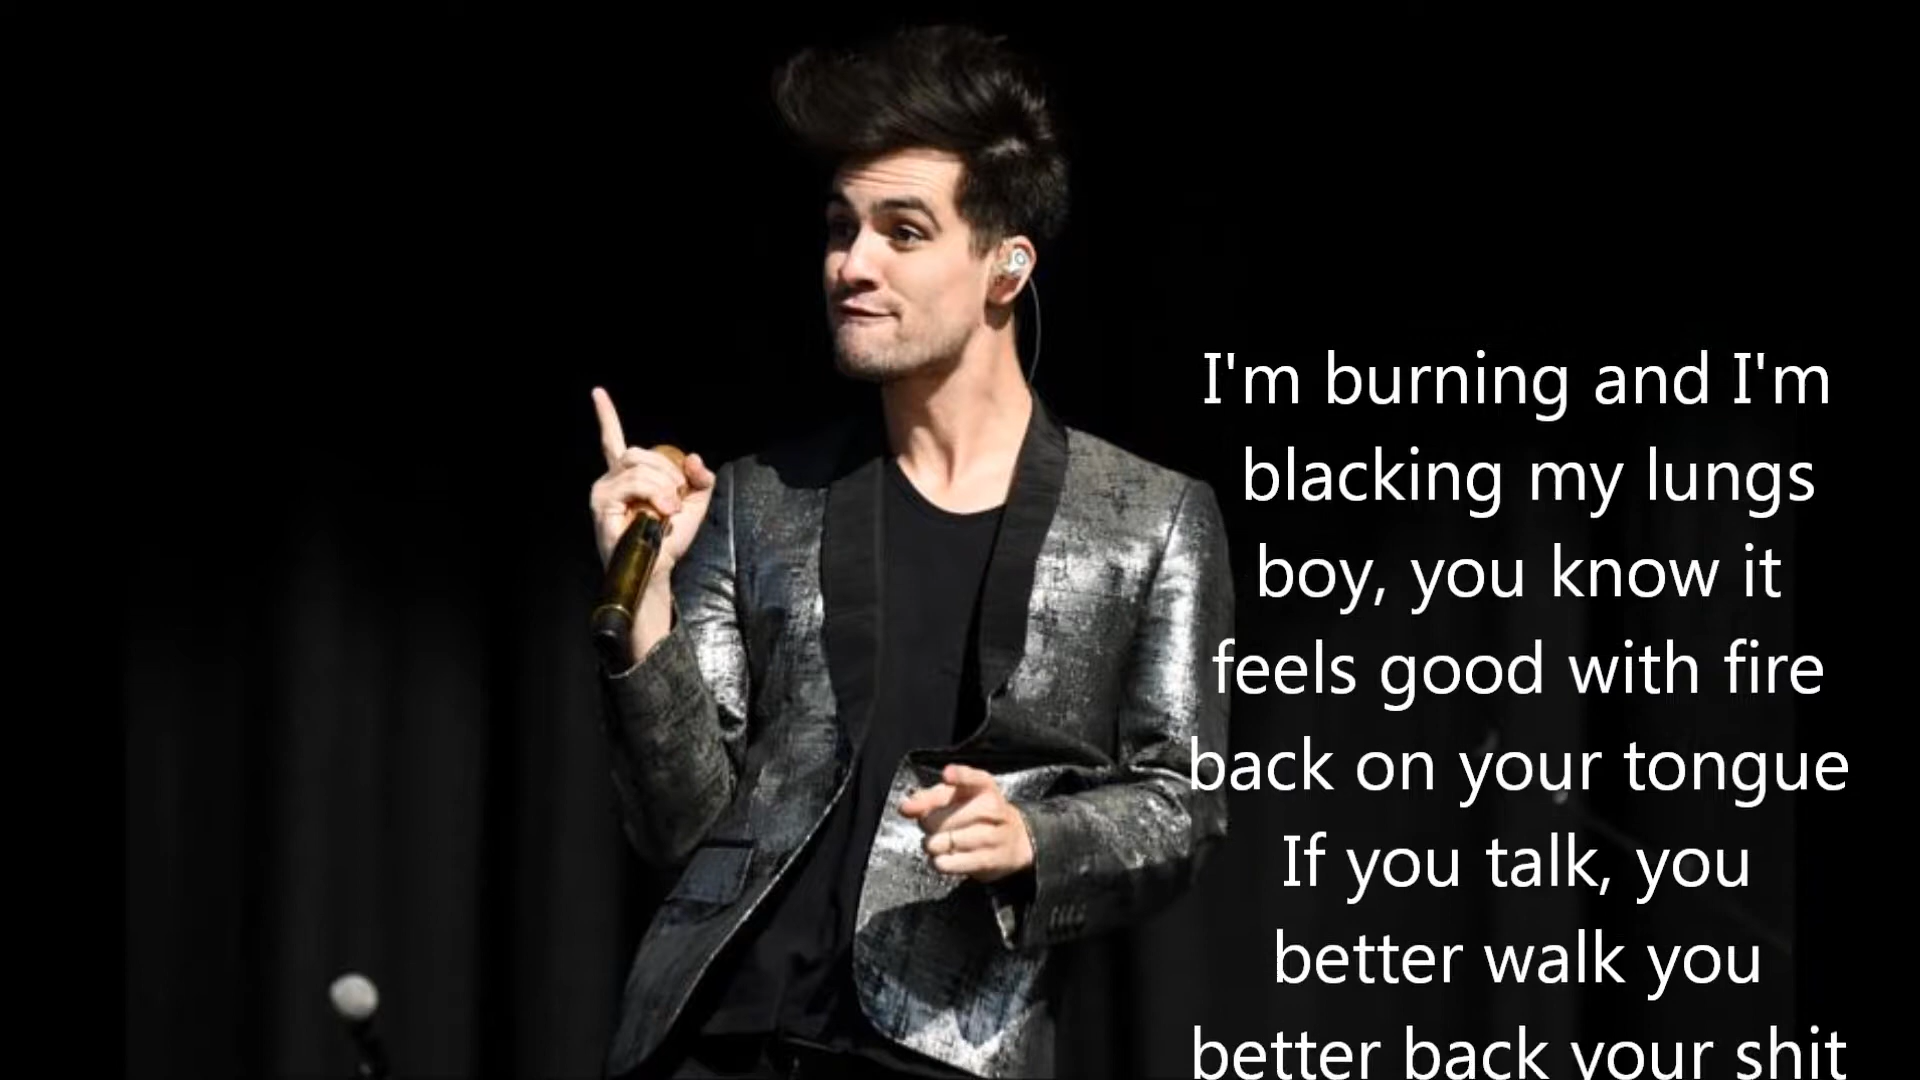 I'm burning and I'm
blacking my lungs
boy, you know it
feels good with fire
back on your tongue
If you talk, you
better walk you
better back your shit